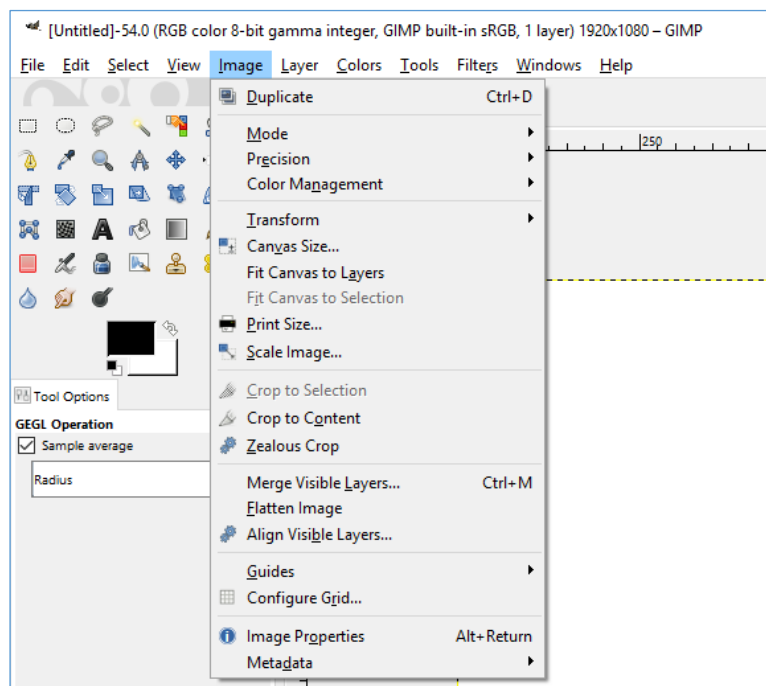 [Untitled]-54.0 (RGB color 8-bit gamma integer, GIMP built-in sRGB, 1 layer) 1920x1080 – GIMP
File Edit Select View Image Layer Colors Tools Filters Windows Help
Duplicate Ctrl+D
Mode
Precision
Color Management
250
Transform
Canvas Size...
Fit Canvas to Layers
Fit Canvas to Selection
Print Size...
Scale Image...
Crop to Selection
Crop to Content
Zealous Crop
Merge Visible Layers... Ctrl+M
Flatten Image
Align Visible Layers...
Guides
Configure Grid...
Image Properties Alt+Return
Metadata
Tool Options
GEGL Operation
Sample average
Radius